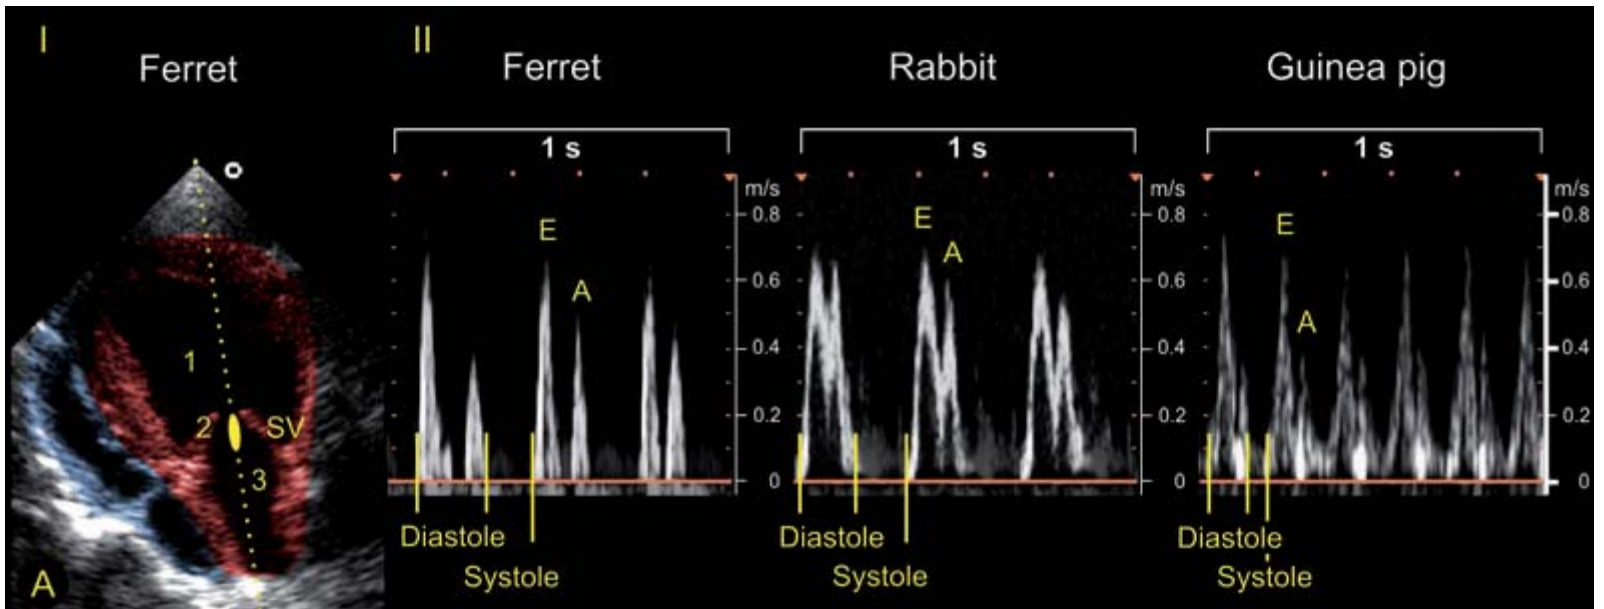 I
II
Ferret
Ferret
Rabbit
Guinea pig
1 s
1 s
1 s
m/s
m/s
m/s
0.8
0.8
0.8
E
E
E
A
A
A
0.6
0.6
0.6
0.4
0.4
0.4
1
2
SV
3
0.2
0.2
0.2
0
0
0
Diastole
Diastole
Diastole
Systole
Systole
Systole
A